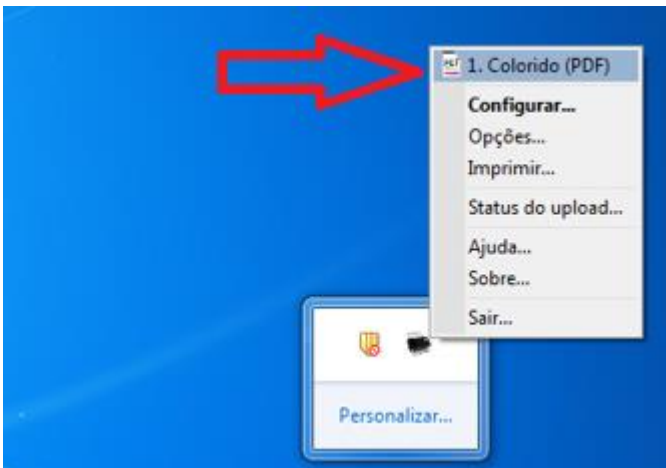 1. Colorido (PDF)
Configurar...
Opções...
Imprimir...
Status do upload...
Ajuda...
Sobre...
Sair...
Personalizar...